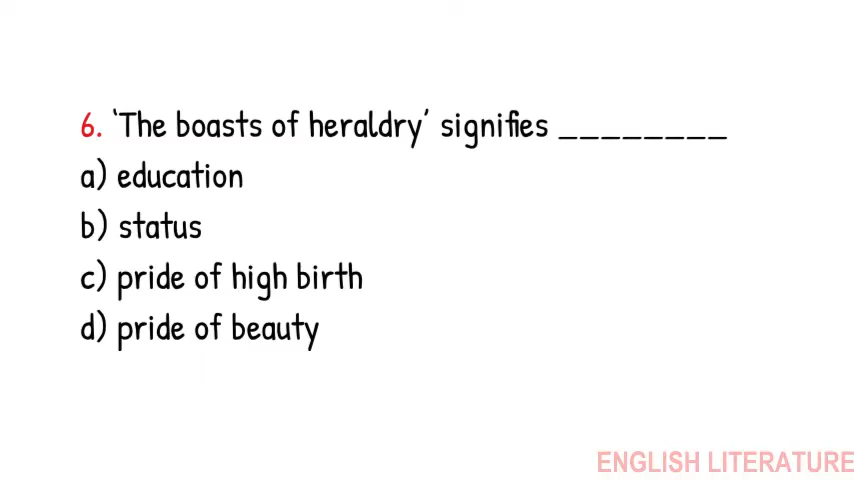 6. ‘The boasts of heraldry’ signifies ________
a) education
b) status
c) pride of high birth
d) pride of beauty
ENGLISH LITERATURE